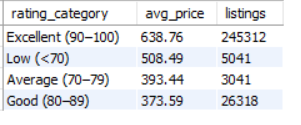 rating_category avg_price listings
Excellent (90–100) 638.76 245312
Low (<70) 508.49 5041
Average (70–79) 393.44 3041
Good (80–89) 373.59 26318